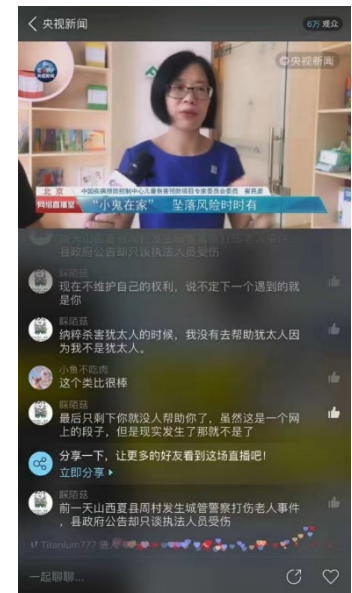 央视新闻
6万 观众
央视新闻
北京
中国疾病预防控制中心儿童伤害预防项目专家委员会委员
网络直播室
“小鬼在家” 坠落风险时时有
县政府公告却只谈执法人员受伤
睬陌菇
现在不维护自己的权利，说不定下一个遇到的就
是你
睬陌菇
纳粹杀害犹太人的时候，我没有去帮助犹太人因
为我不是犹太人。
小鱼不吃肉
这个类比很棒
睬陌菇
最后只剩下你就没人帮助你了，虽然这是一个网
上的段子，但是现实发生了那就不是了
分享一下，让更多的好友看到这场直播吧！
立即分享
睬陌菇
前一天山西夏县周村发生城管警察打伤老人事件
，县政府公告却只谈执法人员受伤
Titanium777 进入
一起聊聊...